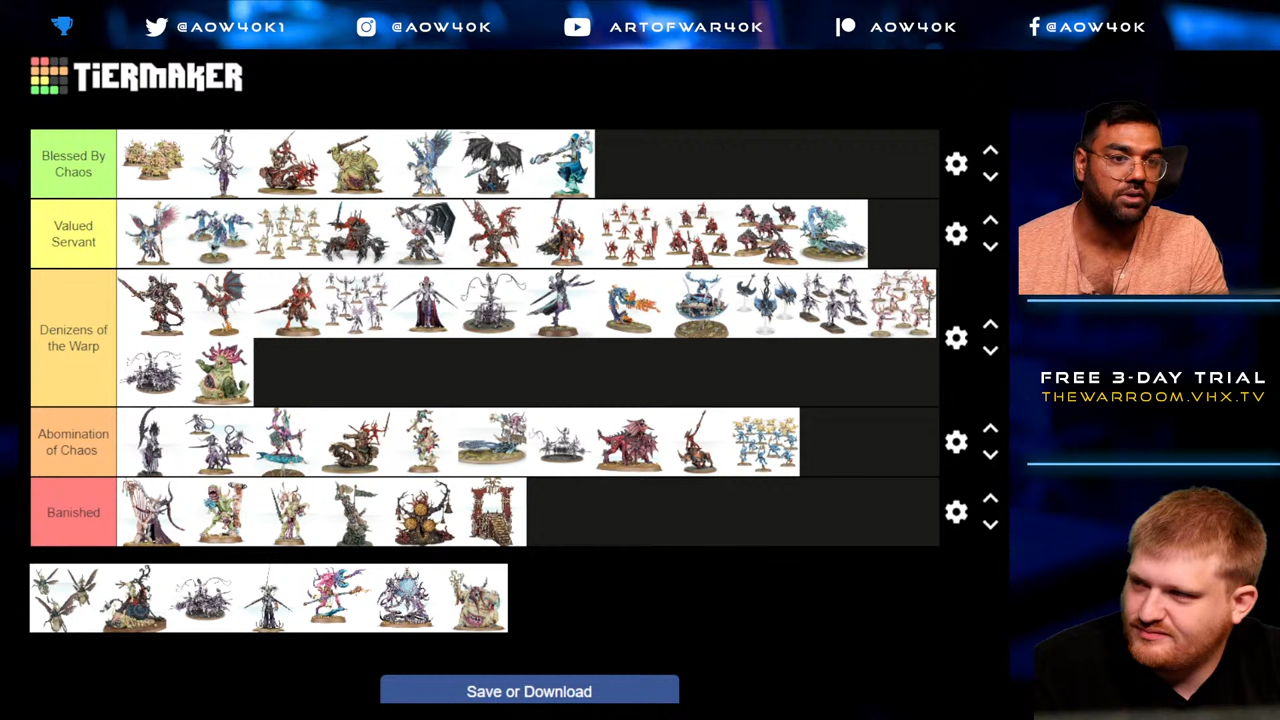 @AOW40K1
@AOW40K
ARTOFWAR40K
AOW40K
@AOW40K
TiERMAKER
Blessed By
Chaos
Valued
Servant
Denizens of
the Warp
Abomination
of Chaos
Banished
FREE 3-DAY TRIAL
THEWARROOM.VHX.TV
Save or Download